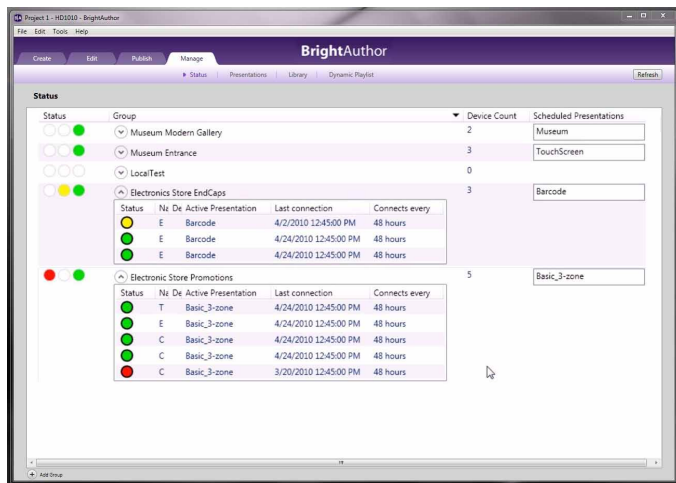 Project 1 - HD1010 - BrightAuthor
File Edit Tools Help
BrightAuthor
Create Edit Publish Manage
Status Presentations Library Dynamic Playlist Refresh
Status
Status Group Device Count Scheduled Presentations
Museum Modern Gallery 2 Museum
Museum Entrance 3 TouchScreen
LocalTest 0
Electronics Store EndCaps 3 Barcode
Status Na De Active Presentation Last connection Connects every
E Barcode 4/2/2010 12:45:00 PM 48 hours
E Barcode 4/24/2010 12:45:00 PM 48 hours
E Barcode 4/24/2010 12:45:00 PM 48 hours
Electronic Store Promotions 5 Basic_3-zone
Status Na De Active Presentation Last connection Connects every
T Basic_3-zone 4/24/2010 12:45:00 PM 48 hours
E Basic_3-zone 4/24/2010 12:45:00 PM 48 hours
C Basic_3-zone 4/24/2010 12:45:00 PM 48 hours
C Basic_3-zone 4/24/2010 12:45:00 PM 48 hours
C Basic_3-zone 3/20/2010 12:45:00 PM 48 hours
Add Group